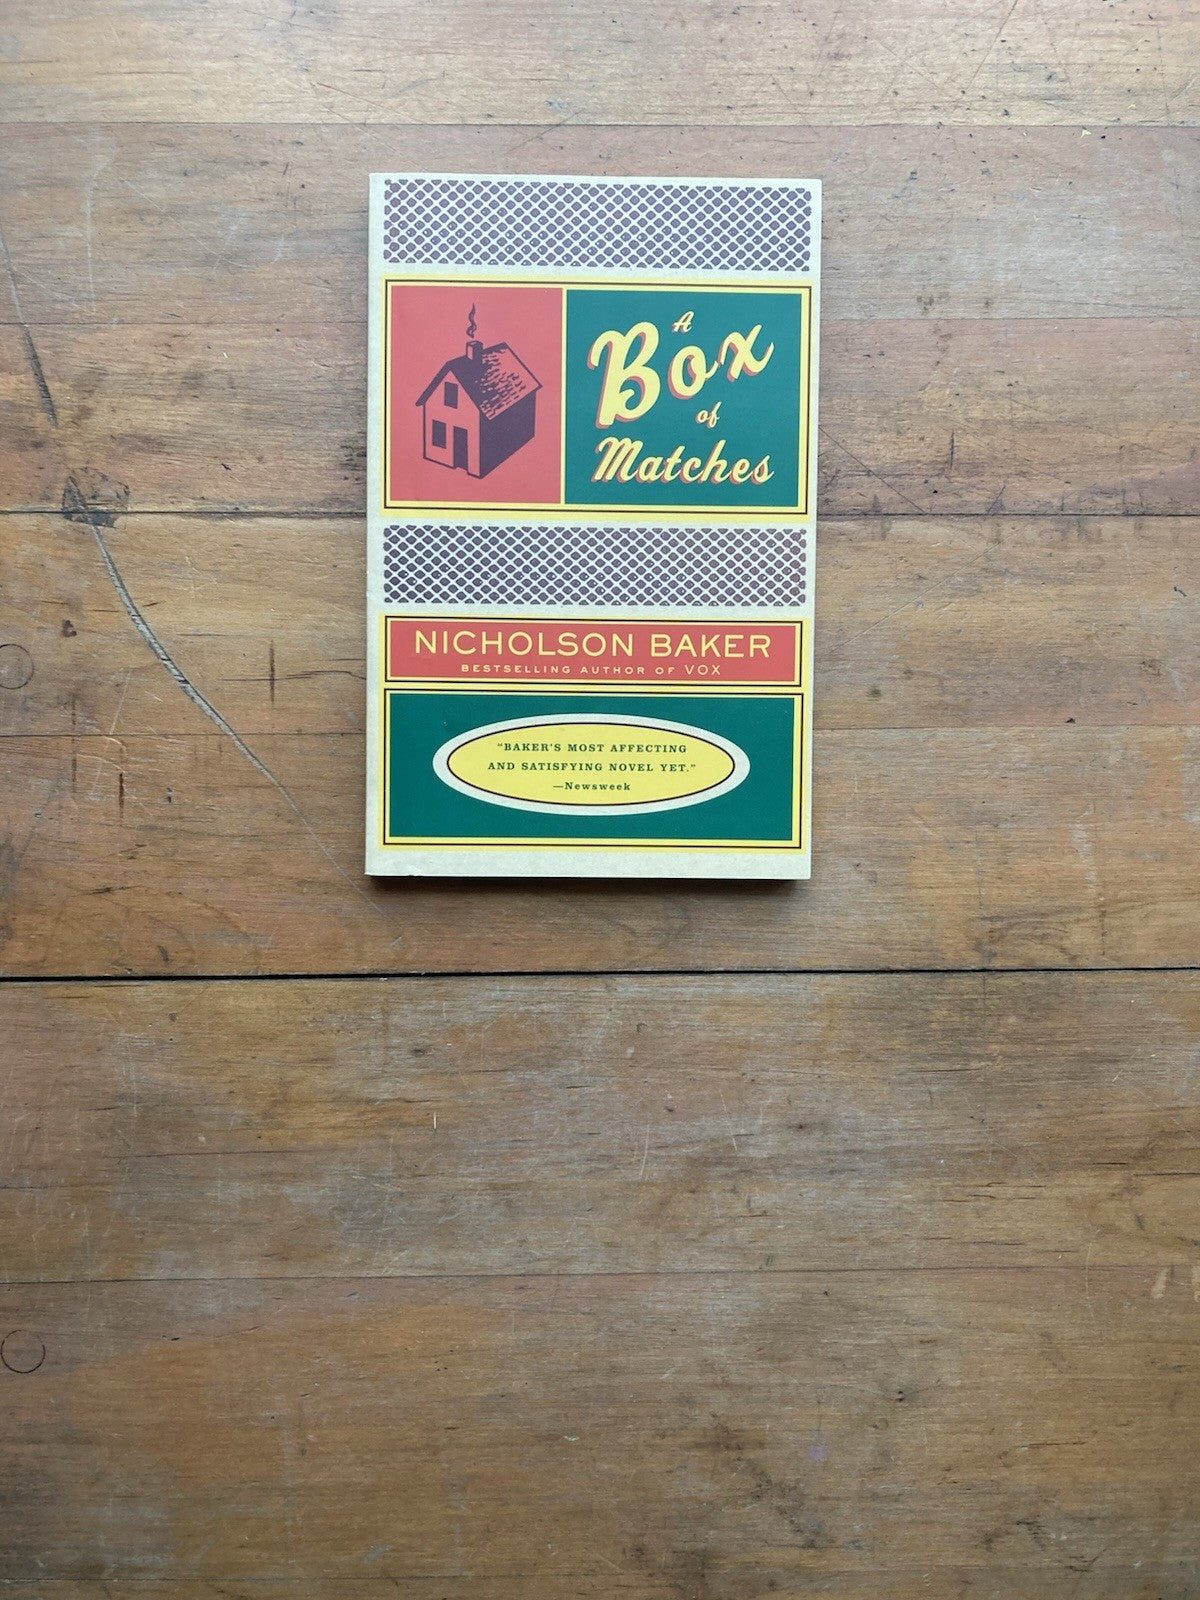 A
Box
of
Matches
NICHOLSON BAKER
BESTSELLING AUTHOR OF VOX
“BAKER’S MOST AFFECTING
AND SATISFYING NOVEL YET.”
—Newsweek